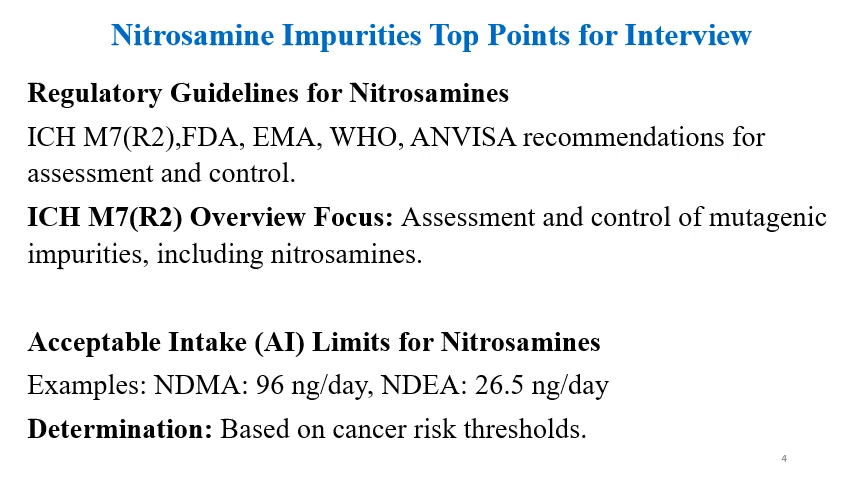 Nitrosamine Impurities Top Points for Interview
Regulatory Guidelines for Nitrosamines
ICH M7(R2),FDA, EMA, WHO, ANVISA recommendations for
assessment and control.
ICH M7(R2) Overview Focus: Assessment and control of mutagenic
impurities, including nitrosamines.
Acceptable Intake (AI) Limits for Nitrosamines
Examples: NDMA: 96 ng/day, NDEA: 26.5 ng/day
Determination: Based on cancer risk thresholds.
4